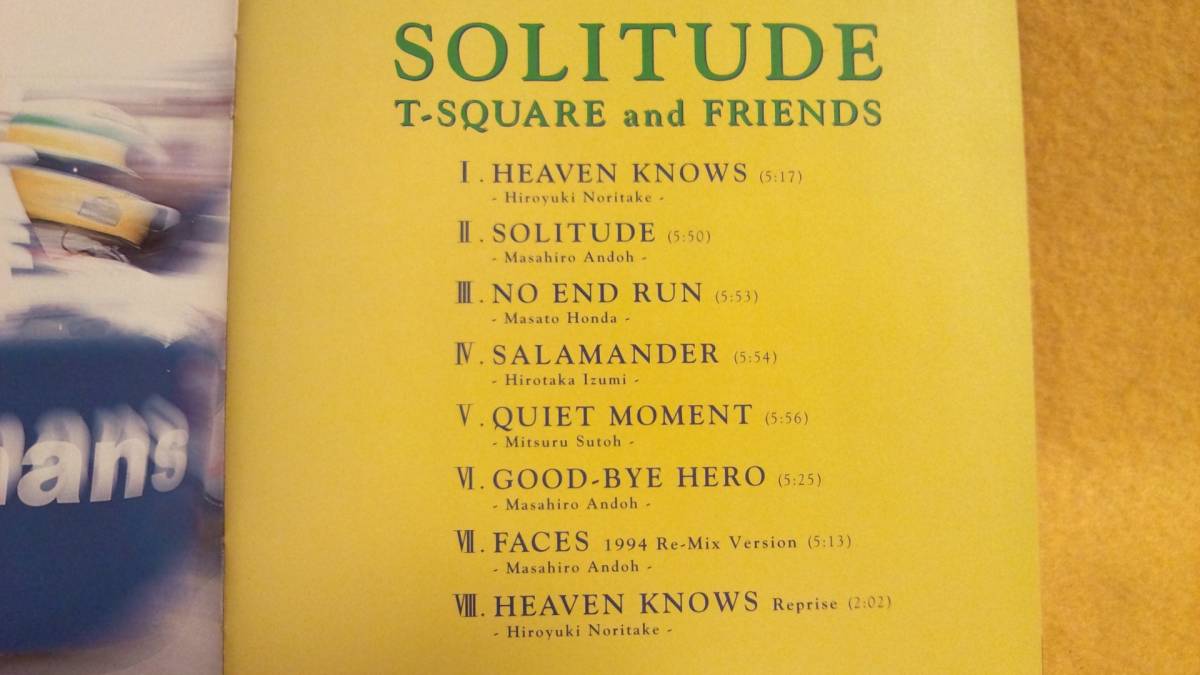 SOLITUDE
T-SQUARE and FRIENDS
Ⅰ. HEAVEN KNOWS (5:17)
- Hiroyuki Noritake -
Ⅱ. SOLITUDE (5:50)
- Masahiro Andoh -
Ⅲ. NO END RUN (5:53)
- Masato Honda -
Ⅳ. SALAMANDER (5:54)
- Hirotaka Izumi -
Ⅴ. QUIET MOMENT (5:56)
- Mitsuru Sutoh -
Ⅵ. GOOD-BYE HERO (5:25)
- Masahiro Andoh -
Ⅶ. FACES 1994 Re-Mix Version (5:13)
- Masahiro Andoh -
Ⅷ. HEAVEN KNOWS Reprise (2:02)
- Hiroyuki Noritake -